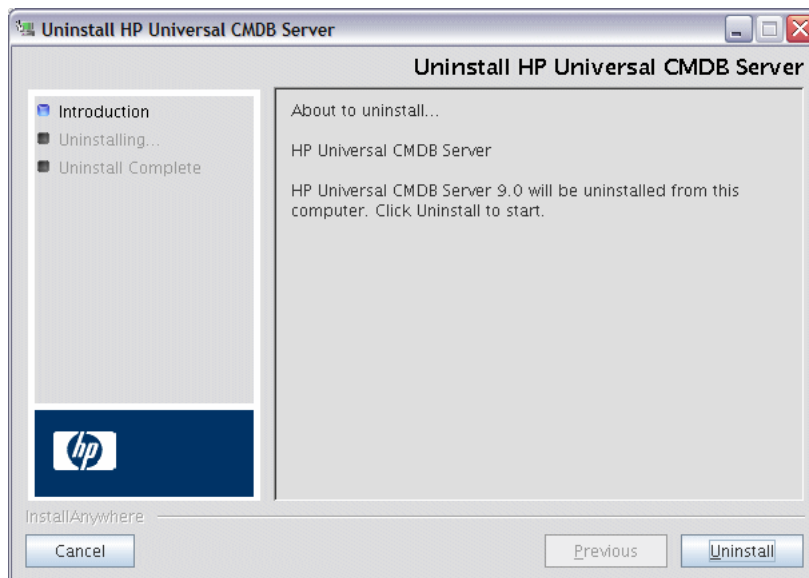 Uninstall HP Universal CMDB Server
Uninstall HP Universal CMDB Server
Introduction
Uninstalling...
Uninstall Complete
About to uninstall...
HP Universal CMDB Server
HP Universal CMDB Server 9.0 will be uninstalled from this
computer. Click Uninstall to start.
hp
InstallAnywhere
Cancel
Previous
Uninstall